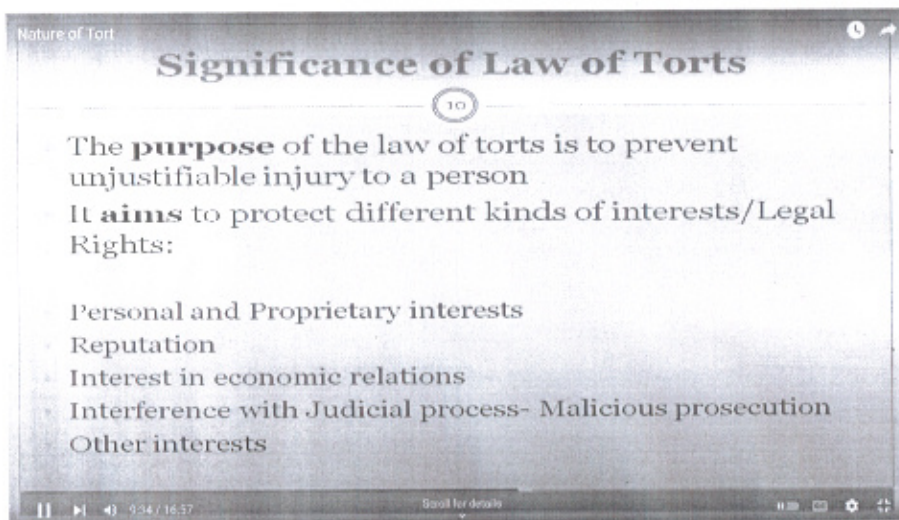 Nature of Tort
Significance of Law of Torts
10
The purpose of the law of torts is to prevent
unjustifiable injury to a person
It aims to protect different kinds of interests/Legal
Rights:
Personal and Proprietary interests
Reputation
Interest in economic relations
Interference with Judicial process- Malicious prosecution
Other interests
9:34 / 16:57
Scroll for details